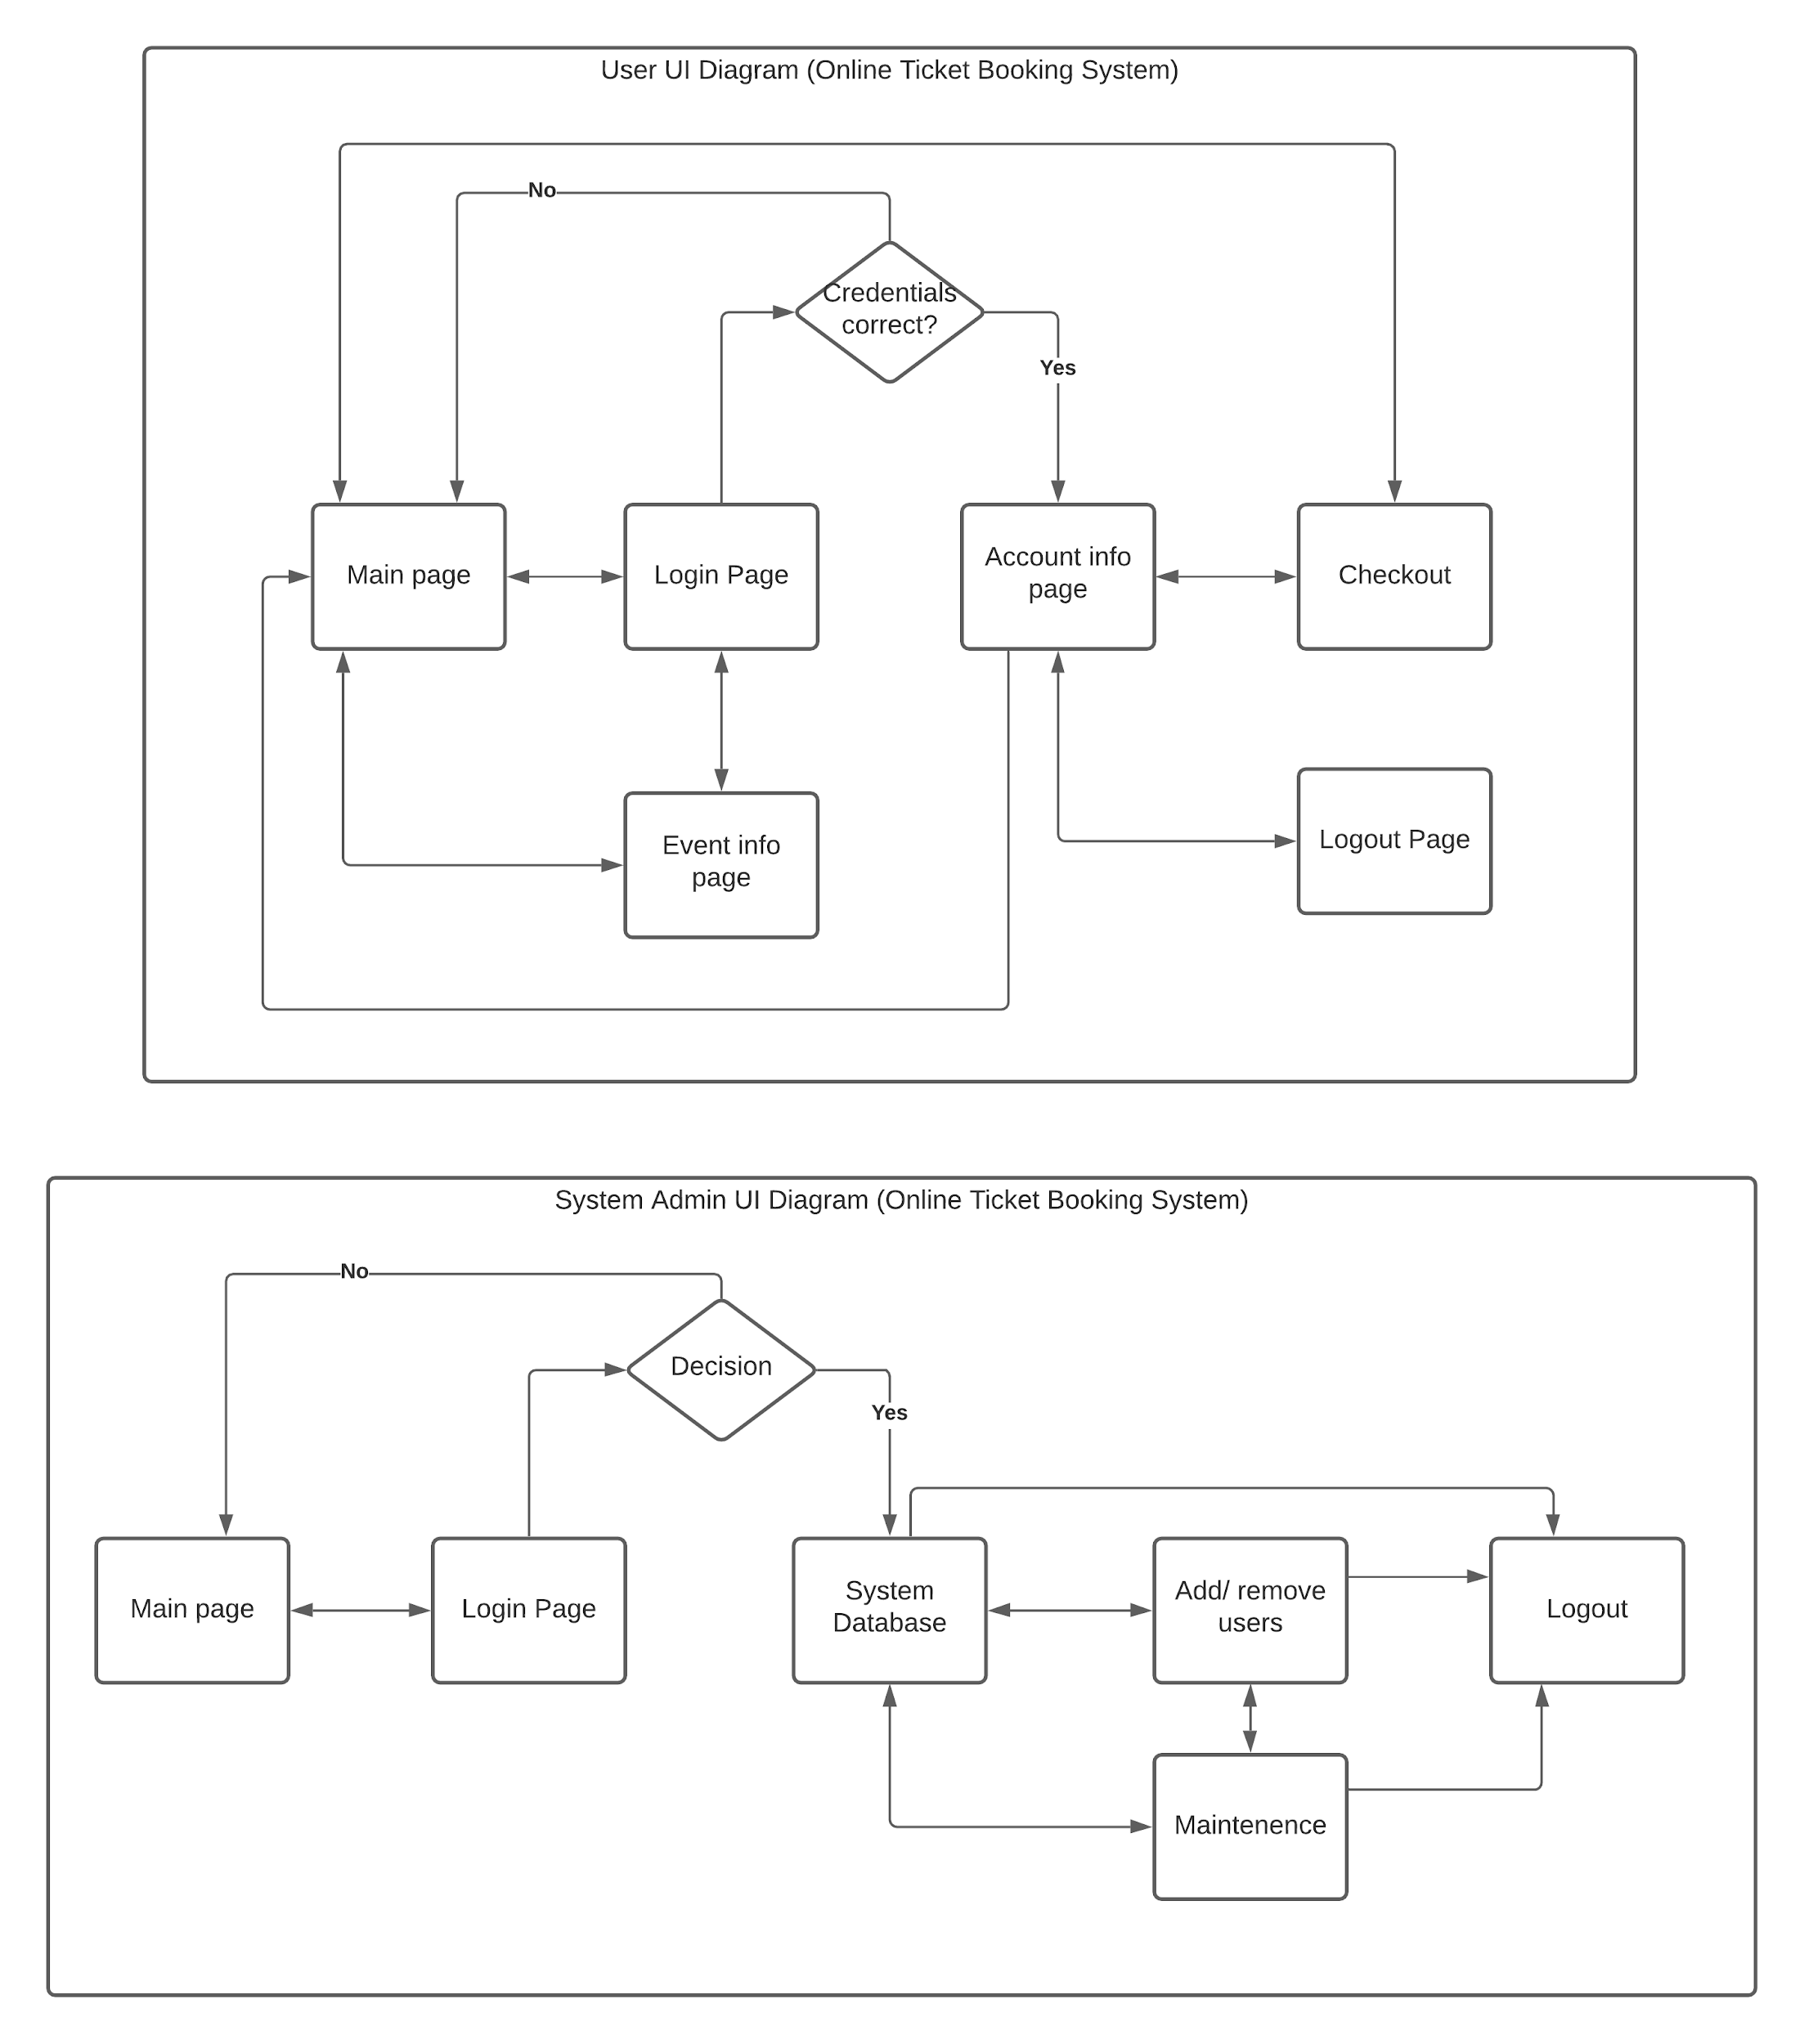 User UI Diagram (Online Ticket Booking System)
No
Credentials
correct?
Yes
Main page
Login Page
Account info
page
Checkout
Event info
page
Logout Page
System Admin UI Diagram (Online Ticket Booking System)
No
Decision
Yes
Main page
Login Page
System
Database
Add/ remove
users
Logout
Maintenence